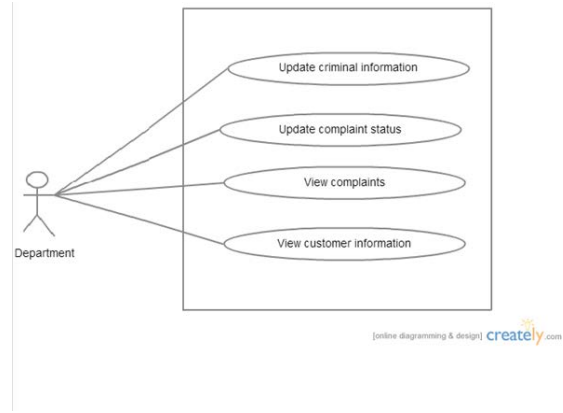 Update criminal information
Update complaint status
View complaints
View customer information
Department
[online diagramming & design] creately.com